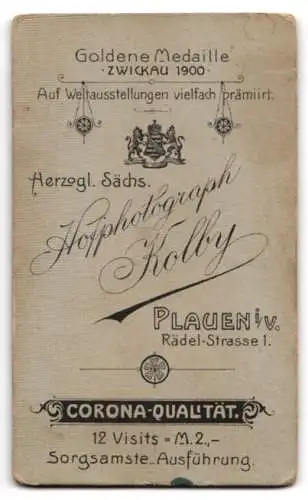 Goldene Medaille
· ZWICKAU 1900 ·
Auf Weltausstellungen vielfach prämiirt.
Herzogl. Sächs.
Hofphotograph
Kolby
PLAUEN i/V.
Rädel-Strasse 1.
CORONA-QUALITÄT.
12 Visits = M. 2,-
Sorgsamste Ausführung.